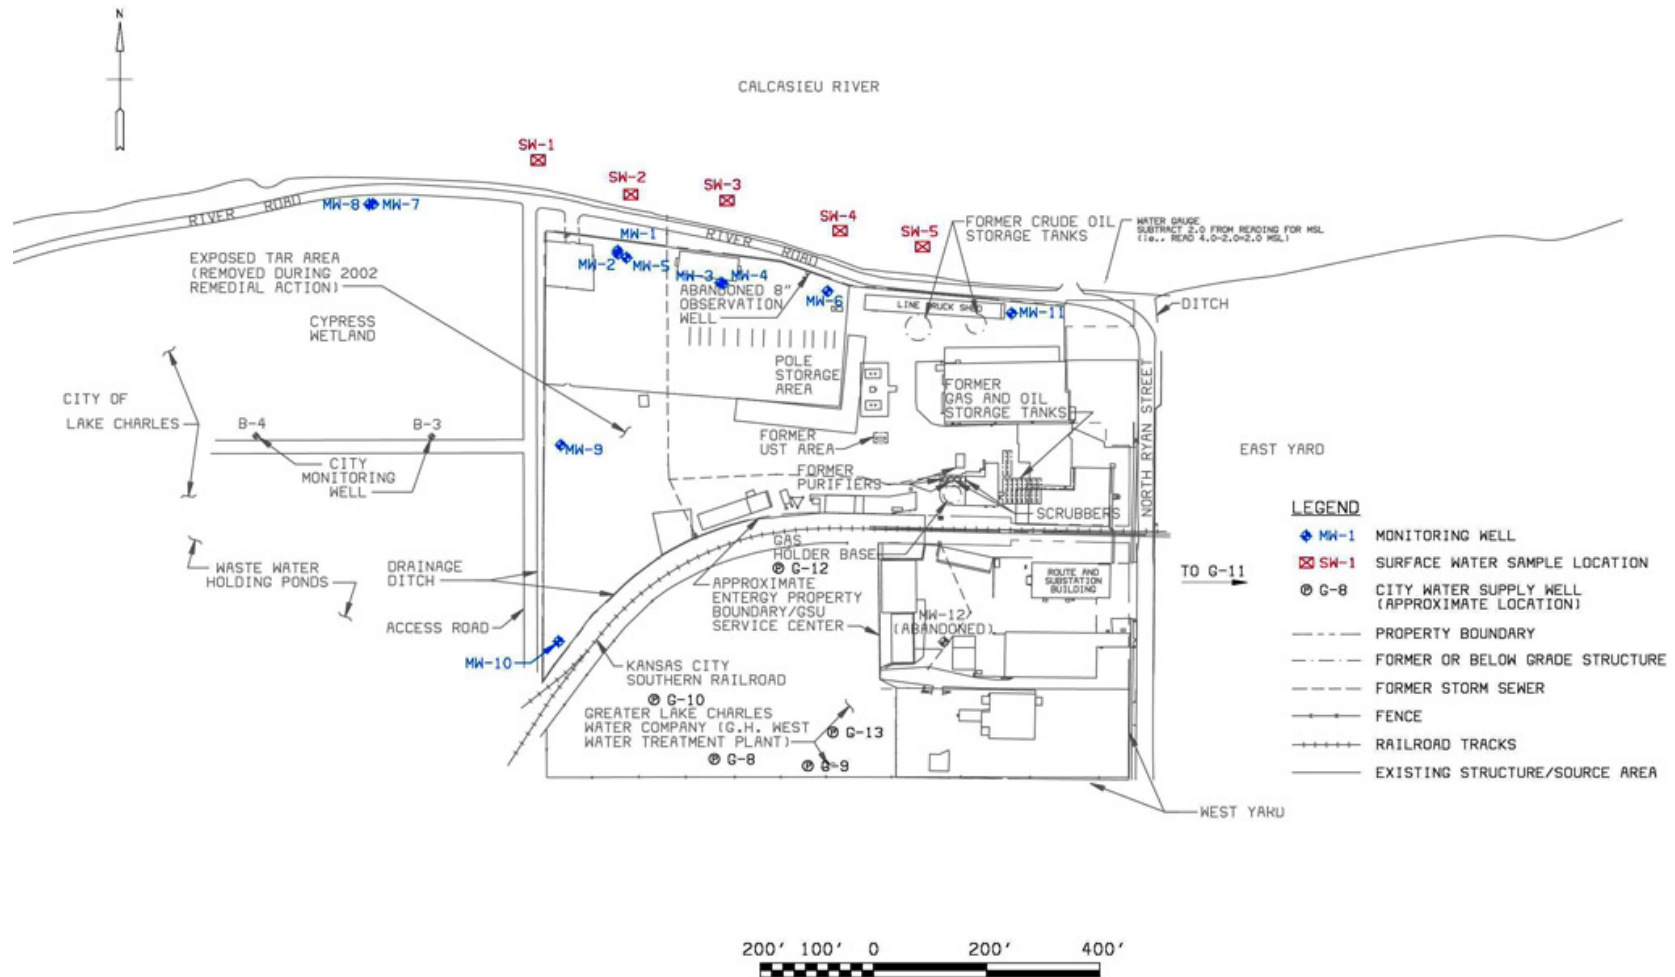 N
CALCASIEU RIVER
SW-1
SW-2
SW-3
SW-4
SW-5
MW-8
MW-7
RIVER ROAD
MW-1
MW-2
MW-5
RIVER ROAD
FORMER CRUDE OIL
STORAGE TANKS
WATER GAUGE
SUBTRACT 2.0 FROM READING FOR MSL
(ie., READ 4.0-2.0=2.0 MSL)
EXPOSED TAR AREA
(REMOVED DURING 2002
REMEDIAL ACTION)
MW-3
MW-4
ABANDONED 8"
OBSERVATION
WELL
MW-6
LINE TRUCK SHED
MW-11
DITCH
CYPRESS
WETLAND
POLE
STORAGE
AREA
FORMER
GAS AND OIL
STORAGE TANKS
NORTH RYAN STREET
CITY OF
LAKE CHARLES
B-4
B-3
CITY
MONITORING
WELL
MW-9
FORMER
UST AREA
FORMER
PURIFIERS
SCRUBBERS
EAST YARD
WASTE WATER
HOLDING PONDS
DRAINAGE
DITCH
GAS
HOLDER BASE
G-12
APPROXIMATE
ENTERGY PROPERTY
BOUNDARY/GSU
SERVICE CENTER
ROUTE AND
SUBSTATION
BUILDING
TO G-11
MW-12
(ABANDONED)
ACCESS ROAD
MW-10
KANSAS CITY
SOUTHERN RAILROAD
G-10
GREATER LAKE CHARLES
WATER COMPANY (G.H. WEST
WATER TREATMENT PLANT)
G-13
G-8
G-9
WEST YARD
LEGEND
MW-1 MONITORING WELL
SW-1 SURFACE WATER SAMPLE LOCATION
G-8 CITY WATER SUPPLY WELL
(APPROXIMATE LOCATION)
PROPERTY BOUNDARY
FORMER OR BELOW GRADE STRUCTURE
FORMER STORM SEWER
FENCE
RAILROAD TRACKS
EXISTING STRUCTURE/SOURCE AREA
200' 100' 0 200' 400'